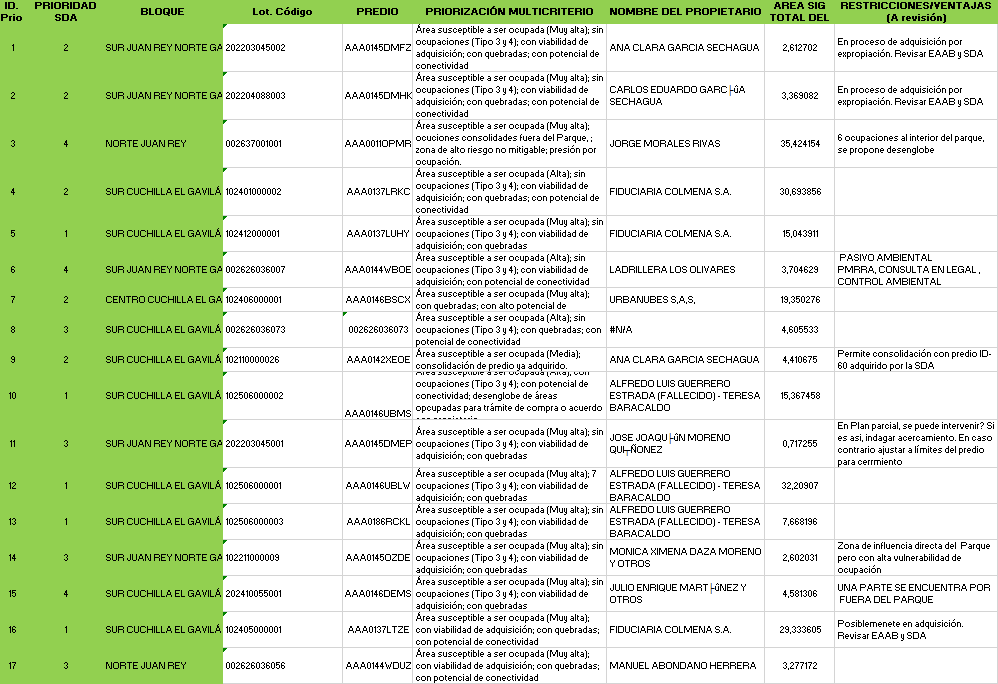 ID. Prio PRIORIDAD SDA BLOQUE Lot. Código PREDIO PRIORIZACIÓN MULTICRITERIO NOMBRE DEL PROPIETARIO AREA SIG TOTAL DEL RESTRICCIONES/VENTAJAS (A revisión)
1 2 SUR JUAN REY NORTE GA 202203045002 AAA0145DMFZ Área susceptible a ser ocupada (Muy alta); sin ocupaciones (Tipo 3 y 4); con viabilidad de adquisición; con quebradas; con potencial de conectividad ANA CLARA GARCIA SECHAGUA 2,612702 En proceso de adquisición por expropiación. Revisar EAAB y SDA
2 2 SUR JUAN REY NORTE GA 202204088003 AAA0145DMHK Área susceptible a ser ocupada (Muy alta); sin ocupaciones (Tipo 3 y 4); con viabilidad de adquisición; con quebradas; con potencial de conectividad CARLOS EDUARDO GARC├ûA SECHAGUA 3,369082 En proceso de adquisición por expropiación. Revisar EAAB y SDA
3 4 NORTE JUAN REY 002637001001 AAA0011OPMR Área susceptible a ser ocupada (Muy alta); ocuciones consolidades fuera del Parque, ; zona de alto riesgo no mitigable; presión por ocupación. JORGE MORALES RIVAS 35,424154 6 ocupaciones al interior del parque, se propone desenglobe
4 2 SUR CUCHILLA EL GAVILÁ 102401000002 AAA0137LRKC Área susceptible a ser ocupada (Alta); sin ocupaciones (Tipo 3 y 4); con viabilidad de adquisición; con quebradas; con potencial de conectividad FIDUCIARIA COLMENA S.A. 30,693856
5 1 SUR CUCHILLA EL GAVILÁ 102412000001 AAA0137LUHY Área susceptible a ser ocupada (Muy alta); sin ocupaciones (Tipo 3 y 4); con viabilidad de adquisición; con quebradas FIDUCIARIA COLMENA S.A. 15,043911
6 4 SUR JUAN REY NORTE GA 002626036007 AAA0144WBOE Área susceptible a ser ocupada (Alta); sin ocupaciones (Tipo 3 y 4); con viabilidad de adquisición; con potencial de conectividad LADRILLERA LOS OLIVARES 3,704629 PASIVO AMBIENTAL PMRRA, CONSULTA EN LEGAL , CONTROL AMBIENTAL
7 2 CENTRO CUCHILLA EL GA 102406000001 AAA0146BSCX Área susceptible a ser ocupada (Muy alta); con quebradas; con alto potencial de URBANUBES S,A,S, 19,350276
8 3 SUR CUCHILLA EL GAVILÁ 002626036073 002626036073 Área susceptible a ser ocupada (Alta); sin ocupaciones (Tipo 3 y 4); con quebradas; con potencial de conectividad #N/A 4,605533
9 2 SUR CUCHILLA EL GAVILÁ 102110000026 AAA0142XEOE Área susceptible a ser ocupada (Media); consolidación de predio ya adquirido. ANA CLARA GARCIA SECHAGUA 4,410675 Permite consolidación con predio ID-60 adquirido por la SDA
10 1 SUR CUCHILLA EL GAVILÁ 102506000002 AAA0146UBMS Área susceptible a ser ocupada (Alta); con ocupaciones (Tipo 3 y 4); con potencial de conectividad; desenglobe de áreas opcupadas para trámite de compra o acuerdo ALFREDO LUIS GUERRERO ESTRADA (FALLECIDO) - TERESA BARACALDO 15,367458
11 3 SUR CUCHILLA EL GAVILÁ 202203045001 AAA0145DMEP Área susceptible a ser ocupada (Muy alta); sin ocupaciones (Tipo 3 y 4); con viabilidad de adquisición; con quebradas JOSE JOAQU├ûN MORENO QUI┬ÑONEZ 0,717255 En Plan parcial, se puede intervenir? Si es asi, indagar acercamiento. En caso contrario ajustar a límites del predio para cerrmiento
12 1 SUR CUCHILLA EL GAVILÁ 102506000001 AAA0146UBLW Área susceptible a ser ocupada (Muy alta); 7 ocupaciones (Tipo 3 y 4); con viabilidad de adquisición; con quebradas ALFREDO LUIS GUERRERO ESTRADA (FALLECIDO) - TERESA BARACALDO 32,20907
13 1 SUR CUCHILLA EL GAVILÁ 102506000003 AAA0186RCKL Área susceptible a ser ocupada (Muy alta); sin ocupaciones (Tipo 3 y 4); con viabilidad de adquisición; con quebradas ALFREDO LUIS GUERRERO ESTRADA (FALLECIDO) - TERESA BARACALDO 7,668196
14 3 SUR JUAN REY NORTE GA 102211000009 AAA0145OZDE Área susceptible a ser ocupada (Muy alta); sin ocupaciones (Tipo 3 y 4); con viabilidad de adquisición; con quebradas MONICA XIMENA DAZA MORENO Y OTROS 2,602031 Zona de influencia directa del Parque pero con alta vulnerabilidad de ocupación
15 4 SUR CUCHILLA EL GAVILÁ 202410055001 AAA0146DEMS Área susceptible a ser ocupada (Muy alta); sin ocupaciones (Tipo 3 y 4); con viabilidad de adquisición; con quebradas JULIO ENRIQUE MART├ûNEZ Y OTROS 4,581306 UNA PARTE SE ENCUENTRA POR FUERA DEL PARQUE
16 1 SUR CUCHILLA EL GAVILÁ 102405000001 AAA0137LTZE Área susceptible a ser ocupada (Muy alta); con viabilidad de adquisición; con quebradas; con potencial de conectividad FIDUCIARIA COLMENA S.A. 29,333605 Posiblemenete en adquisición. Revisar EAAB y SDA
17 3 NORTE JUAN REY 002626036056 AAA0144WDUZ Área susceptible a ser ocupada (Muy alta); con viabilidad de adquisición; con quebradas; con potencial de conectividad MANUEL ABONDANO HERRERA 3,277172